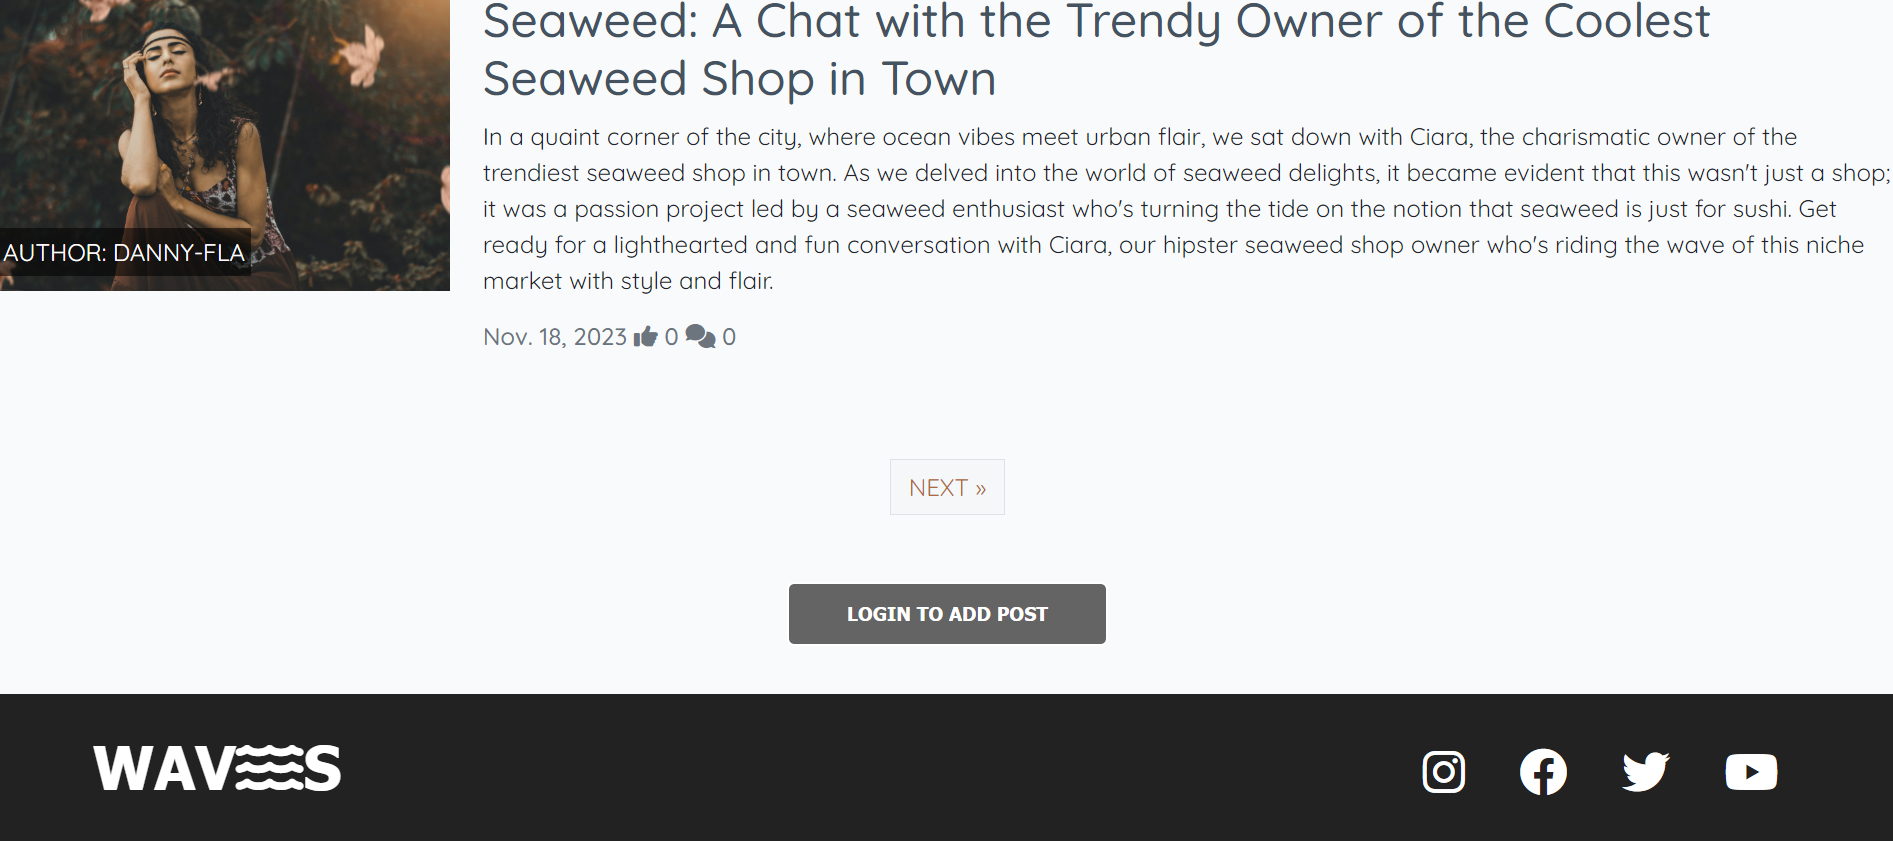 Seaweed: A Chat with the Trendy Owner of the Coolest
Seaweed Shop in Town
In a quaint corner of the city, where ocean vibes meet urban flair, we sat down with Ciara, the charismatic owner of the
trendiest seaweed shop in town. As we delved into the world of seaweed delights, it became evident that this wasn't just a shop;
it was a passion project led by a seaweed enthusiast who's turning the tide on the notion that seaweed is just for sushi. Get
ready for a lighthearted and fun conversation with Ciara, our hipster seaweed shop owner who's riding the wave of this niche
market with style and flair.
AUTHOR: DANNY-FLA
Nov. 18, 2023 0 0
NEXT »
LOGIN TO ADD POST
WAVES